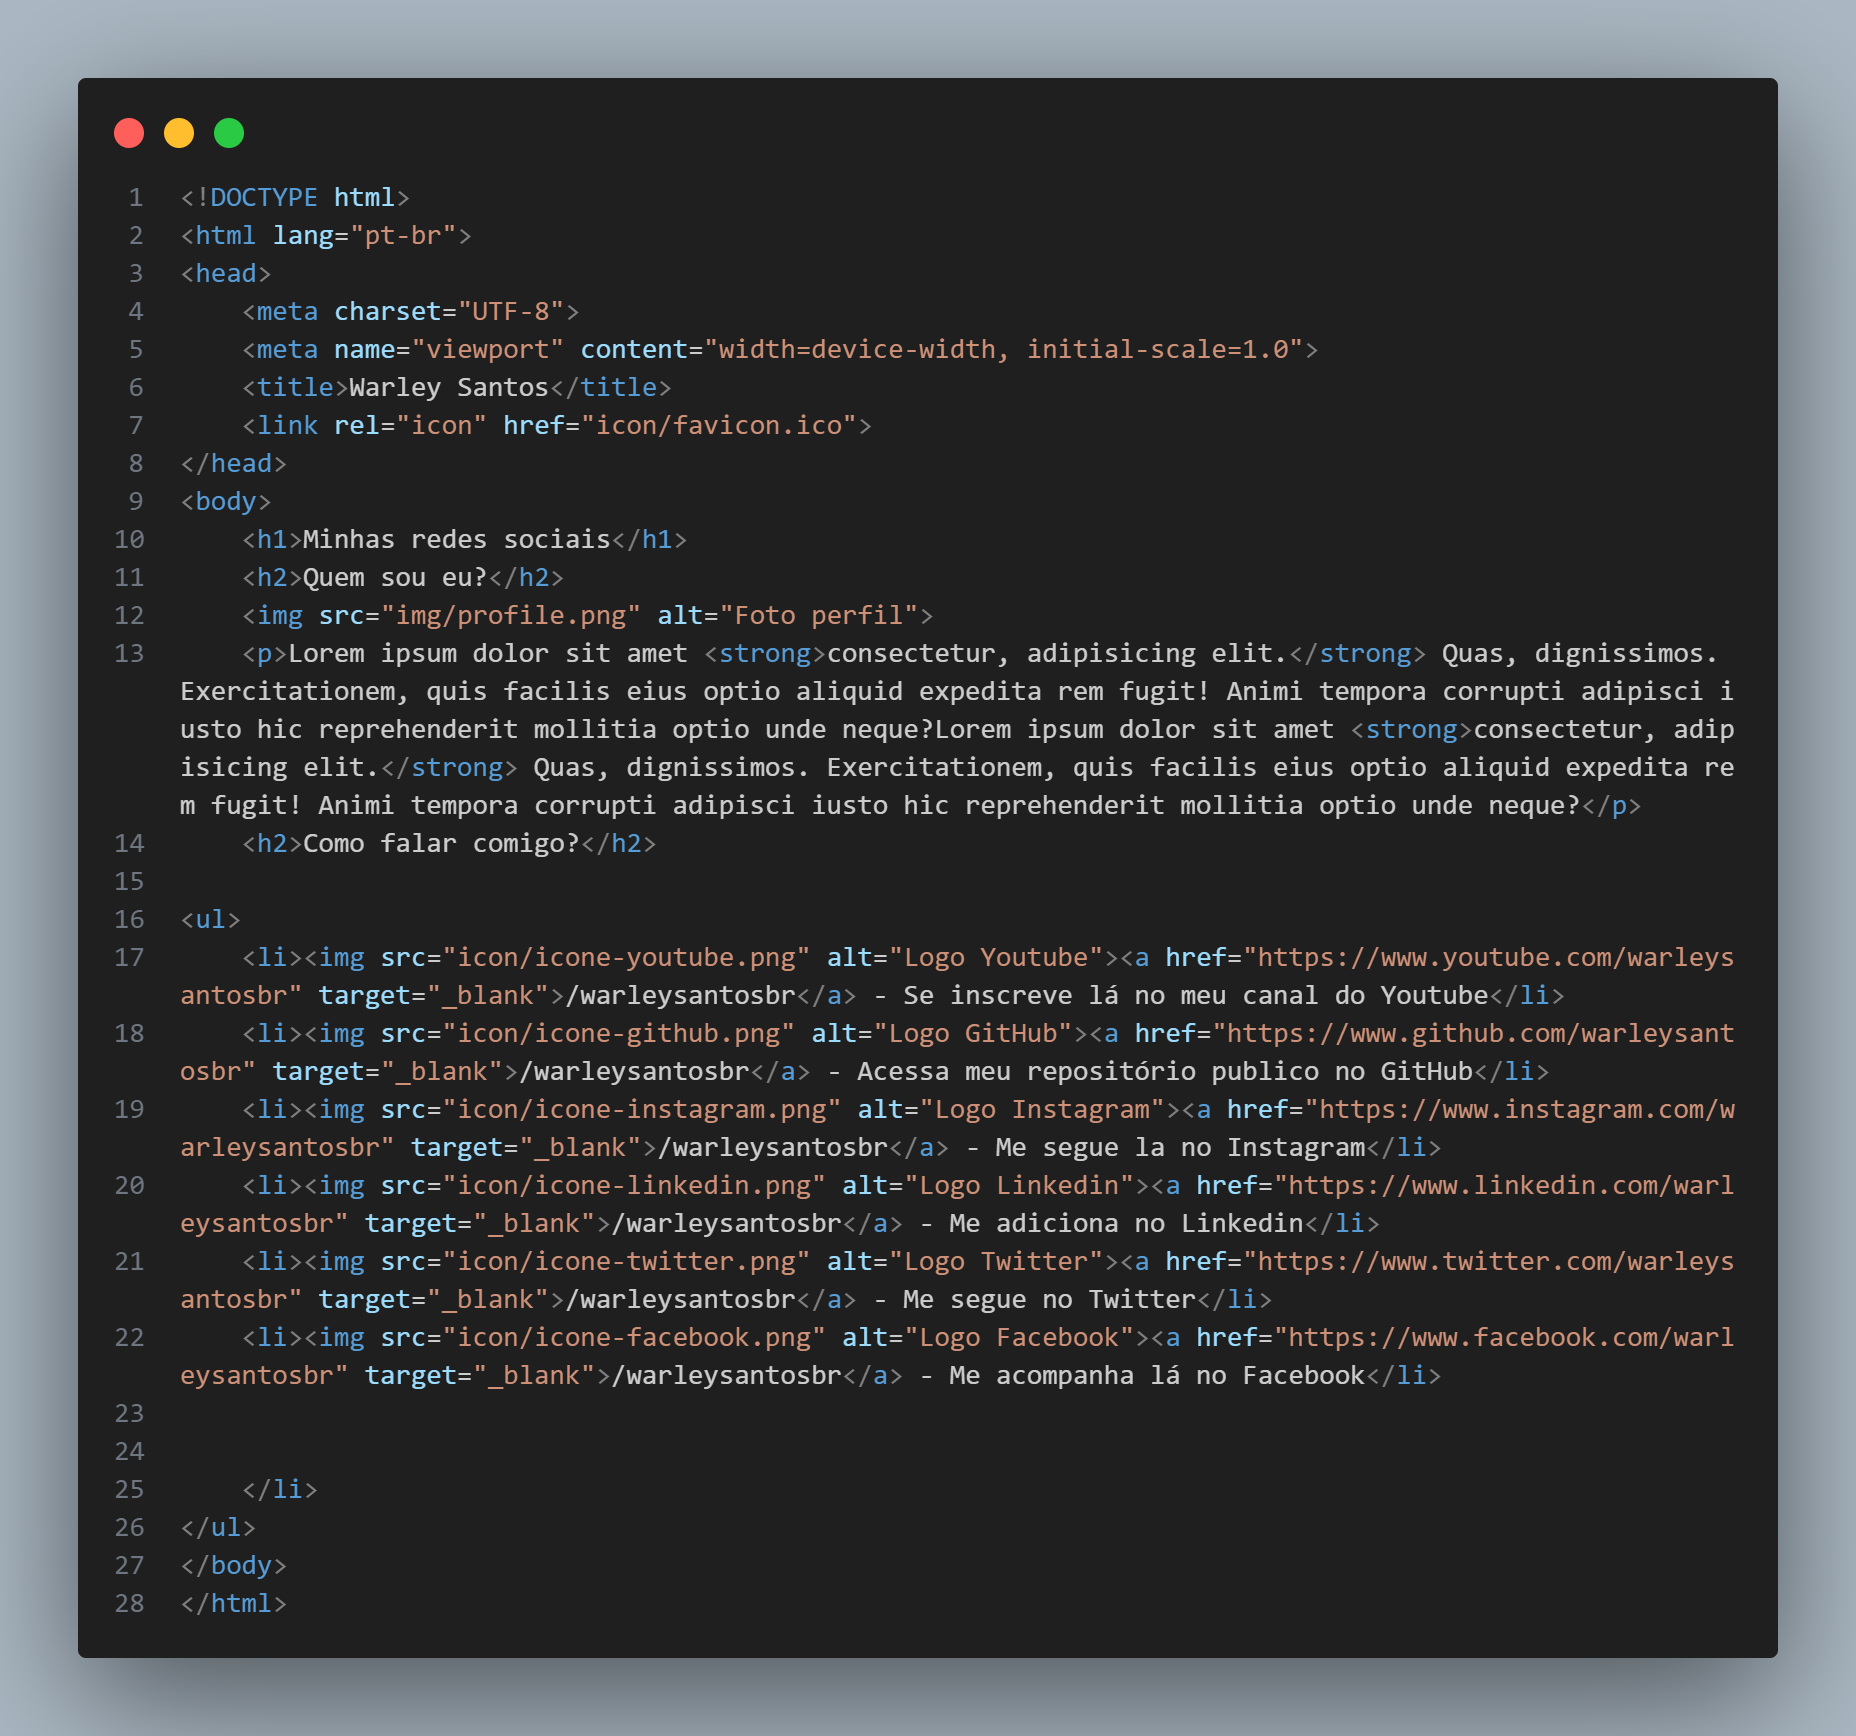 1 <!DOCTYPE html>
2 <html lang="pt-br">
3 <head>
4     <meta charset="UTF-8">
5     <meta name="viewport" content="width=device-width, initial-scale=1.0">
6     <title>Warley Santos</title>
7     <link rel="icon" href="icon/favicon.ico">
8 </head>
9 <body>
10     <h1>Minhas redes sociais</h1>
11     <h2>Quem sou eu?</h2>
12     <img src="img/profile.png" alt="Foto perfil">
13     <p>Lorem ipsum dolor sit amet <strong>consectetur, adipisicing elit.</strong> Quas, dignissimos.
Exercitationem, quis facilis eius optio aliquid expedita rem fugit! Animi tempora corrupti adipisci i
usto hic reprehenderit mollitia optio unde neque?Lorem ipsum dolor sit amet <strong>consectetur, adip
isicing elit.</strong> Quas, dignissimos. Exercitationem, quis facilis eius optio aliquid expedita re
m fugit! Animi tempora corrupti adipisci iusto hic reprehenderit mollitia optio unde neque?</p>
14     <h2>Como falar comigo?</h2>
15
16 <ul>
17     <li><img src="icon/icone-youtube.png" alt="Logo Youtube"><a href="https://www.youtube.com/warleys
antosbr" target="_blank">/warleysantosbr</a> - Se inscreve lá no meu canal do Youtube</li>
18     <li><img src="icon/icone-github.png" alt="Logo GitHub"><a href="https://www.github.com/warleysant
osbr" target="_blank">/warleysantosbr</a> - Acessa meu repositório publico no GitHub</li>
19     <li><img src="icon/icone-instagram.png" alt="Logo Instagram"><a href="https://www.instagram.com/w
arleysantosbr" target="_blank">/warleysantosbr</a> - Me segue la no Instagram</li>
20     <li><img src="icon/icone-linkedin.png" alt="Logo Linkedin"><a href="https://www.linkedin.com/warl
eysantosbr" target="_blank">/warleysantosbr</a> - Me adiciona no Linkedin</li>
21     <li><img src="icon/icone-twitter.png" alt="Logo Twitter"><a href="https://www.twitter.com/warleys
antosbr" target="_blank">/warleysantosbr</a> - Me segue no Twitter</li>
22     <li><img src="icon/icone-facebook.png" alt="Logo Facebook"><a href="https://www.facebook.com/warl
eysantosbr" target="_blank">/warleysantosbr</a> - Me acompanha lá no Facebook</li>
23
24
25     </li>
26 </ul>
27 </body>
28 </html>